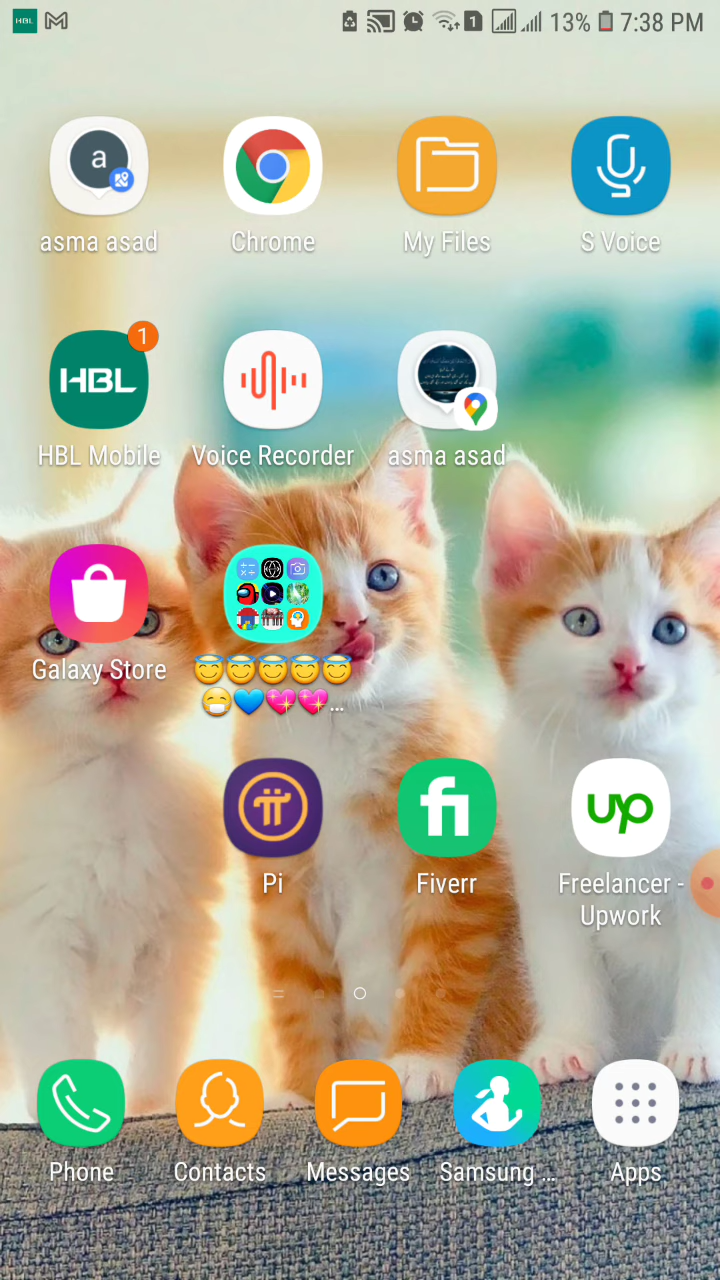 HBL
1
13%
7:38 PM
a
asma asad
Chrome
My Files
S Voice
1
HBL
HBL Mobile
Voice Recorder
asma asad
Galaxy Store
😇😇😇😇😇
😷💙💖💖...
Pi
fi
Fiverr
up
Freelancer -
Upwork
Phone
Contacts
Messages
Samsung ...
Apps